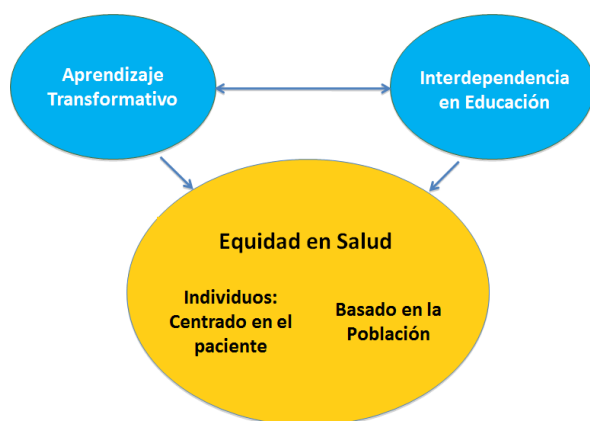 Aprendizaje
Transformativo
Interdependencia
en Educación
Equidad en Salud
Individuos:
Centrado en el
paciente
Basado en la
Población